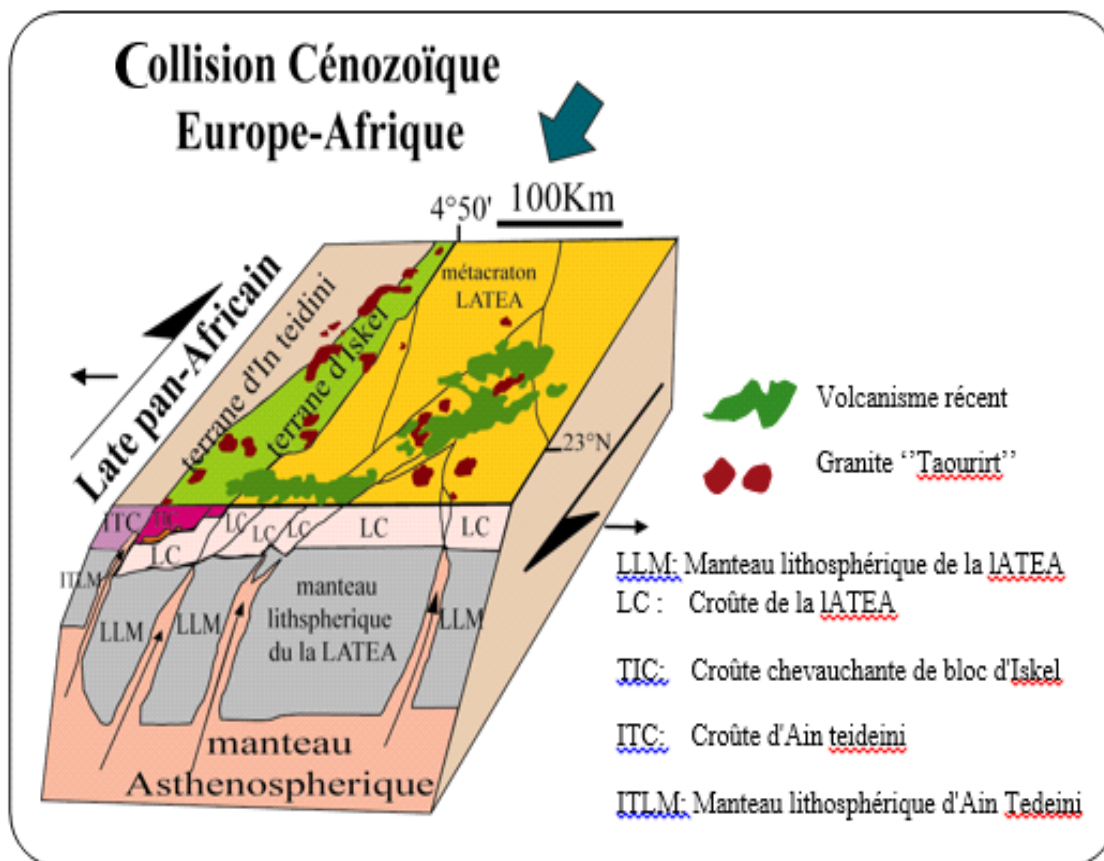 Collision Cénozoïque
Europe-Afrique
4°50'
100Km
Late pan-Africain
terrane d'In teidini
terrane d'Iskel
métacraton
LATEA
23°N
ITC
TIC
LC
LC
LC
LC
LC
LC
ITLM
LLM
LLM
manteau
lithspherique
du la LATEA
LLM
manteau
Asthenospherique
Volcanisme récent
Granite ‘’Taourirt’’
LLM: Manteau lithosphérique de la lATEA
LC : Croûte de la lATEA
TIC: Croûte chevauchante de bloc d'Iskel
ITC: Croûte d'Ain teideini
ITLM: Manteau lithosphérique d'Ain Tedeini